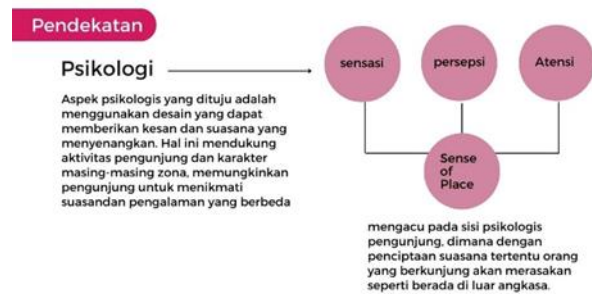 Pendekatan
Psikologi
Aspek psikologis yang dituju adalah
menggunakan desain yang dapat
memberikan kesan dan suasana yang
menyenangkan. Hal ini mendukung
aktivitas pengunjung dan karakter
masing-masing zona, memungkinkan
pengunjung untuk menikmati
suasandan pengalaman yang berbeda
sensasi
persepsi
Atensi
Sense
of
Place
mengacu pada sisi psikologis
pengunjung, dimana dengan
penciptaan suasana tertentu orang
yang berkunjung akan merasakan
seperti berada di luar angkasa.